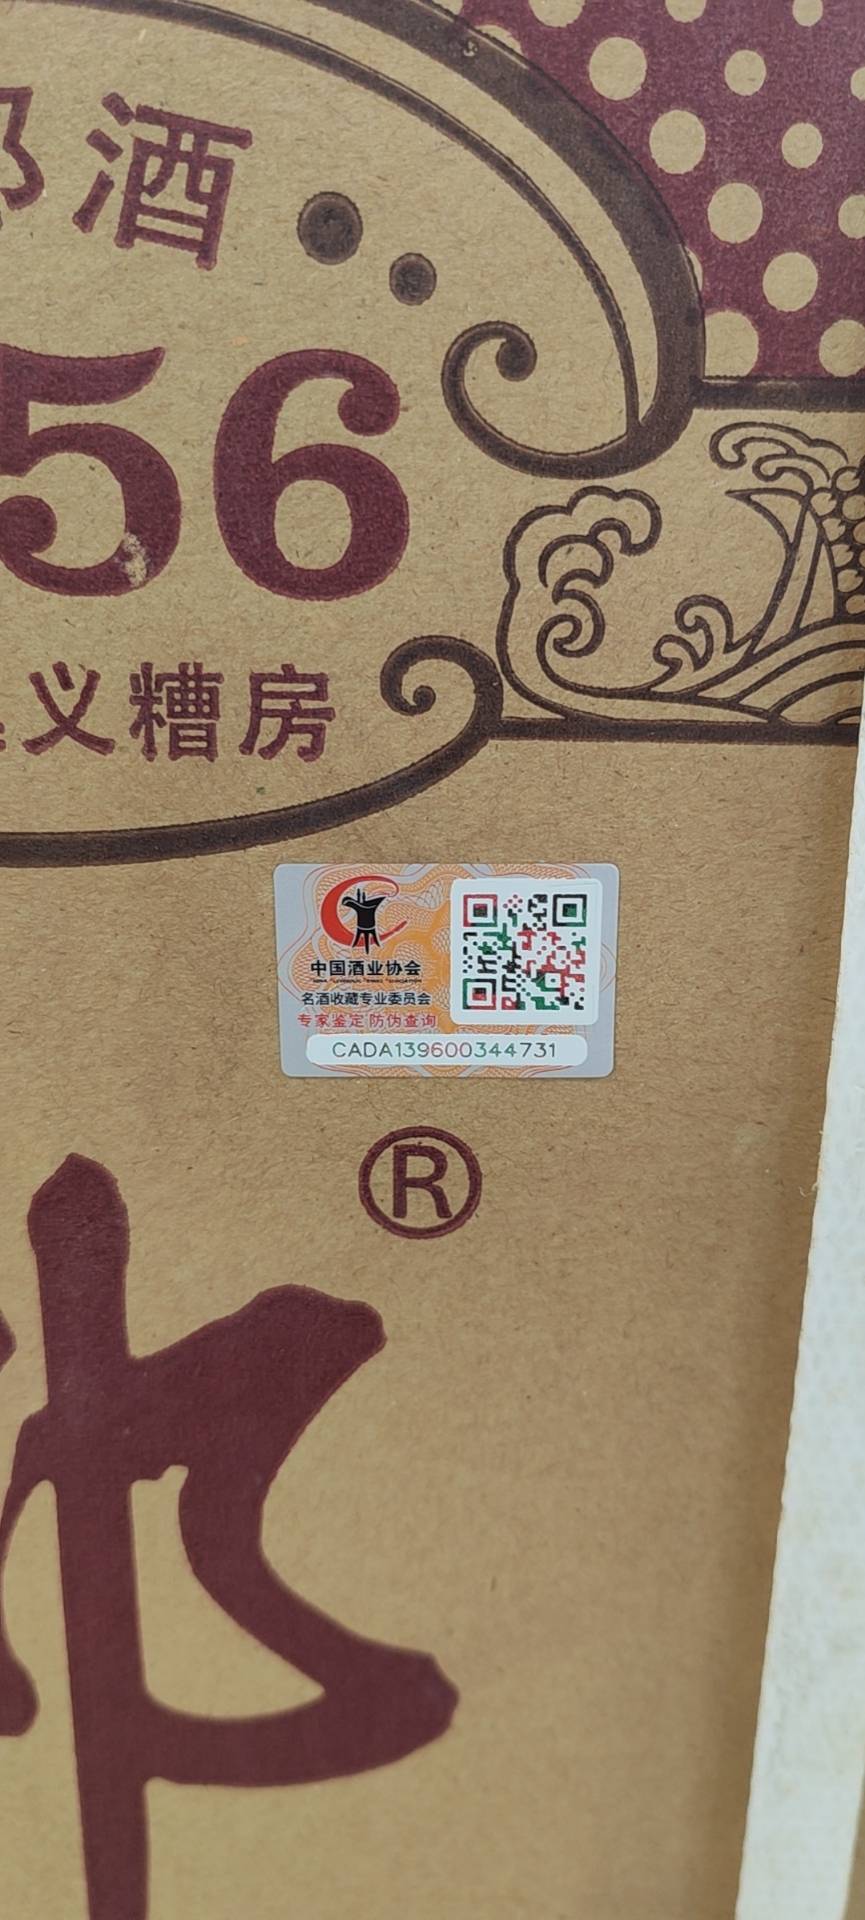 酒
56
义糟房
中国酒业协会
名酒收藏专业委员会
专家鉴定防伪查询
CADA139600344731
®